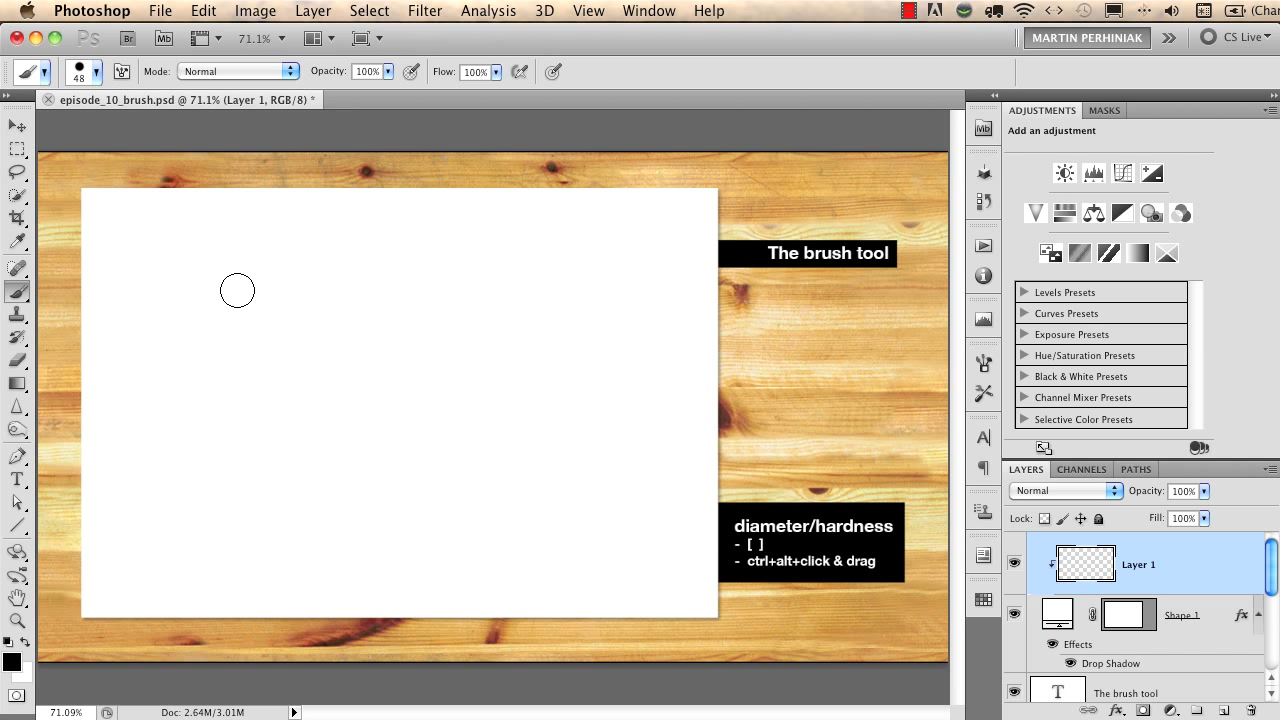 Photoshop File Edit Image Layer Select Filter Analysis 3D View Window Help (Char
Ps Br Mb 71.1% MARTIN PERHINIAK CS Live
48 Mode: Normal Opacity: 100% Flow: 100%
episode_10_brush.psd @ 71.1% (Layer 1, RGB/8) *
ADJUSTMENTS MASKS
Add an adjustment
The brush tool
Levels Presets
Curves Presets
Exposure Presets
Hue/Saturation Presets
Black & White Presets
Channel Mixer Presets
Selective Color Presets
LAYERS CHANNELS PATHS
Normal Opacity: 100%
Lock: Fill: 100%
diameter/hardness
- [ ]
- ctrl+alt+click & drag
Layer 1
Shape 1 fx
Effects
Drop Shadow
T The brush tool
71.09% Doc: 2.64M/3.01M